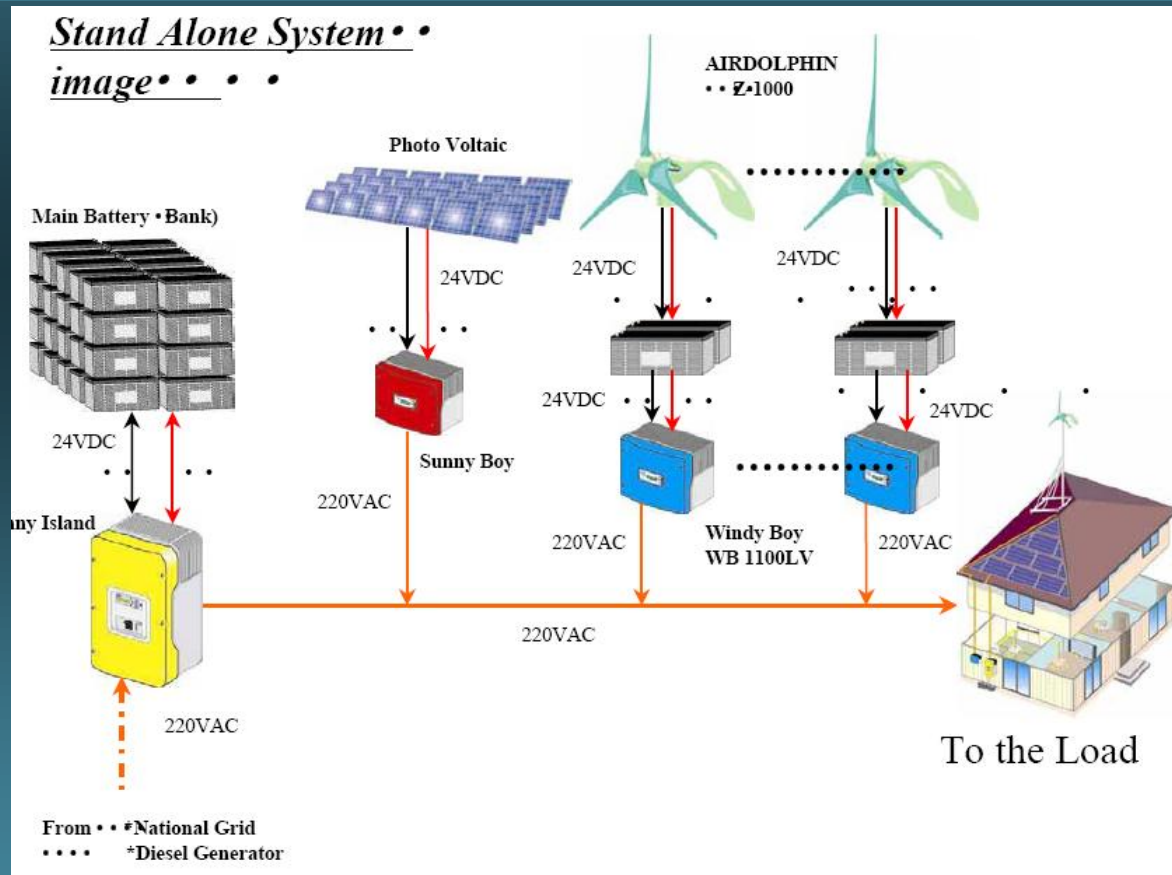 Stand Alone System• •
image• • • •
AIRDOLPHIN
• • Z-1000
Photo Voltaic
Main Battery •Bank)
24VDC
24VDC
24VDC
24VDC
24VDC
24VDC
Sunny Boy
nny Island
220VAC
Windy Boy
WB 1100LV
220VAC
220VAC
220VAC
220VAC
To the Load
From • • • *National Grid
• • • • *Diesel Generator